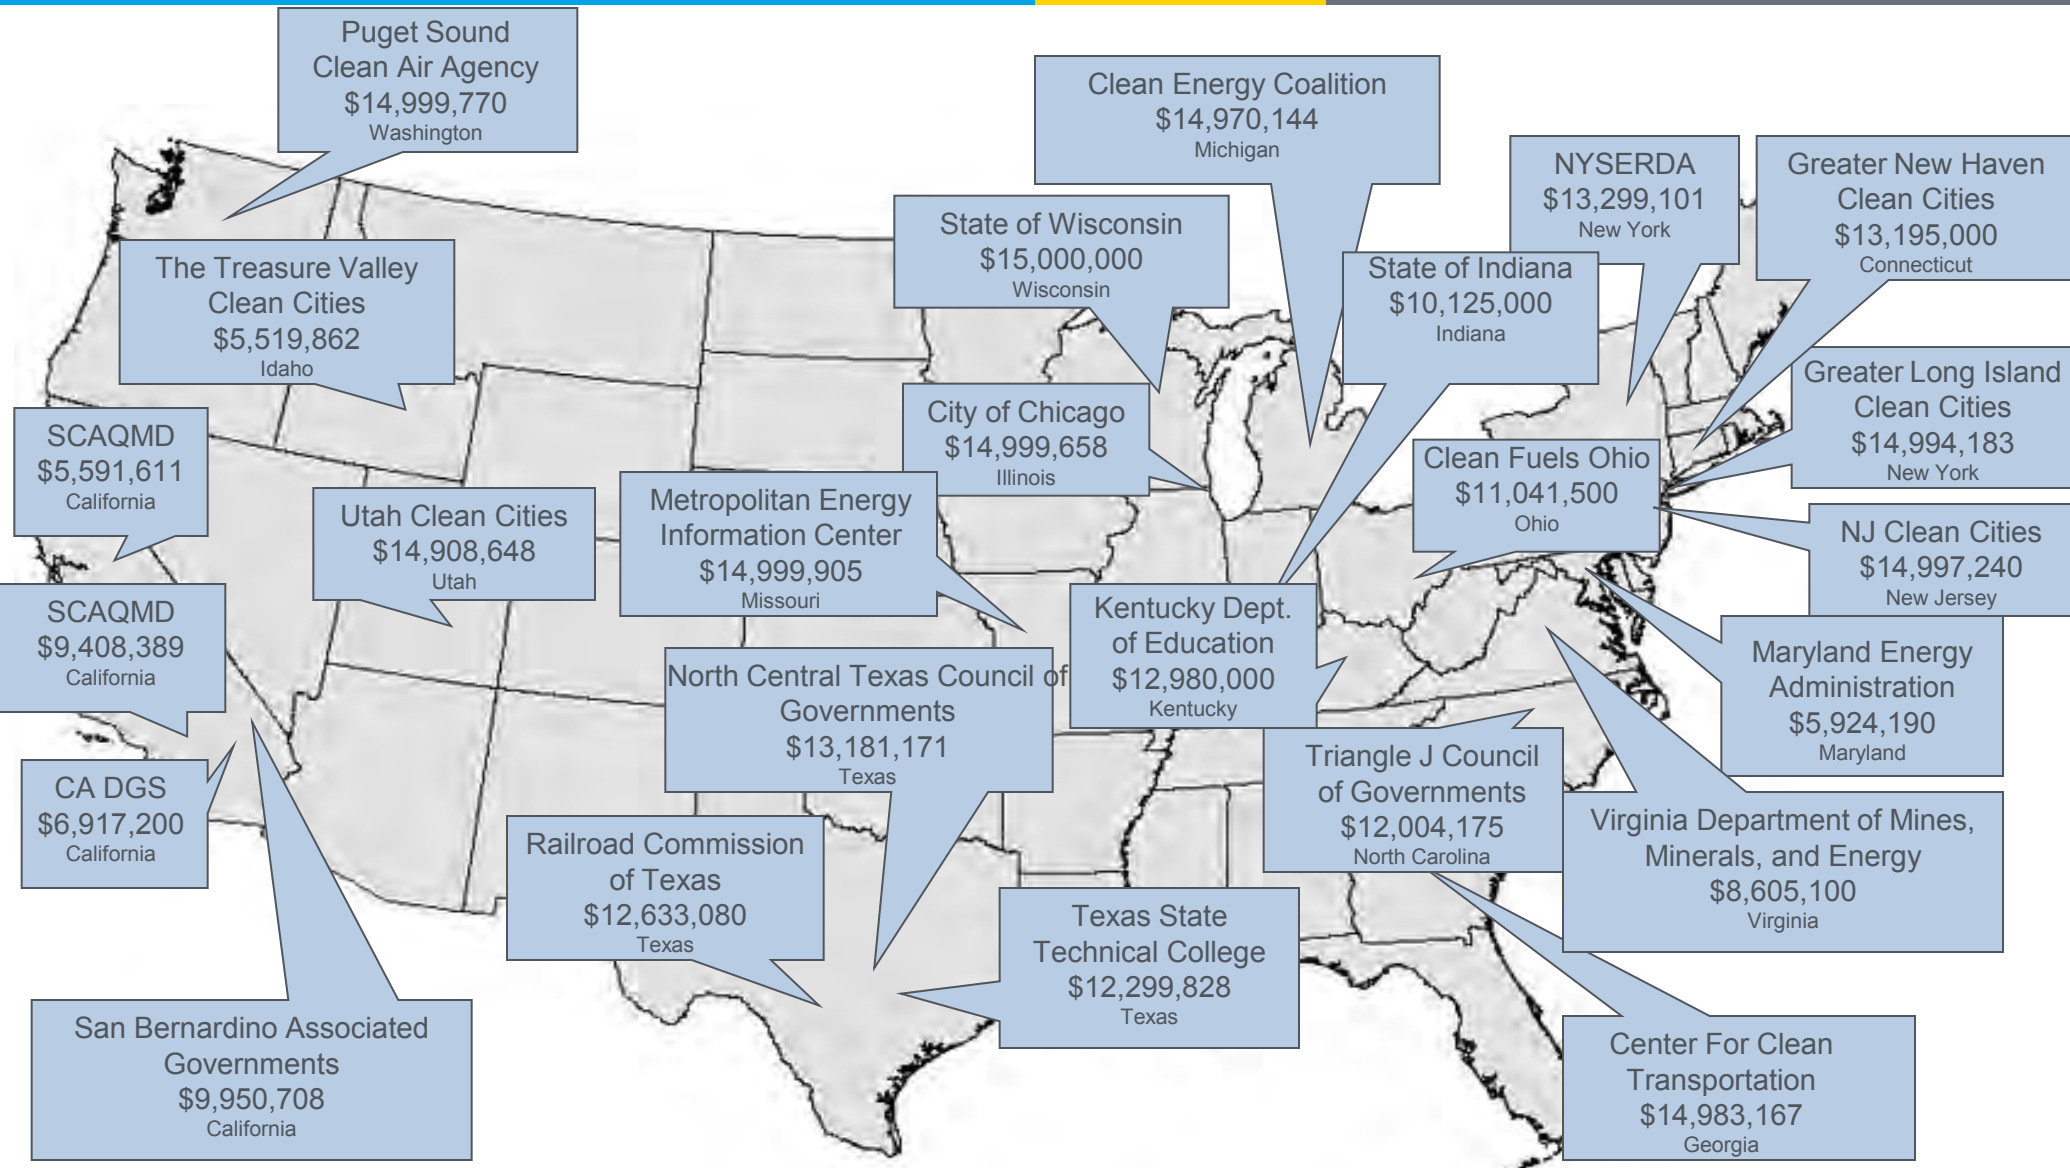 Puget Sound
Clean Air Agency
$14,999,770
Washington
Clean Energy Coalition
$14,970,144
Michigan
NYSERDA
$13,299,101
New York
Greater New Haven
Clean Cities
$13,195,000
Connecticut
State of Wisconsin
$15,000,000
Wisconsin
The Treasure Valley
Clean Cities
$5,519,862
Idaho
State of Indiana
$10,125,000
Indiana
Greater Long Island
Clean Cities
$14,994,183
New York
SCAQMD
$5,591,611
California
City of Chicago
$14,999,658
Illinois
Clean Fuels Ohio
$11,041,500
Ohio
Utah Clean Cities
$14,908,648
Utah
Metropolitan Energy
Information Center
$14,999,905
Missouri
NJ Clean Cities
$14,997,240
New Jersey
SCAQMD
$9,408,389
California
Kentucky Dept.
of Education
$12,980,000
Kentucky
Maryland Energy
Administration
$5,924,190
Maryland
North Central Texas Council of
Governments
$13,181,171
Texas
CA DGS
$6,917,200
California
Triangle J Council
of Governments
$12,004,175
North Carolina
Virginia Department of Mines,
Minerals, and Energy
$8,605,100
Virginia
Railroad Commission
of Texas
$12,633,080
Texas
Texas State
Technical College
$12,299,828
Texas
San Bernardino Associated
Governments
$9,950,708
California
Center For Clean
Transportation
$14,983,167
Georgia